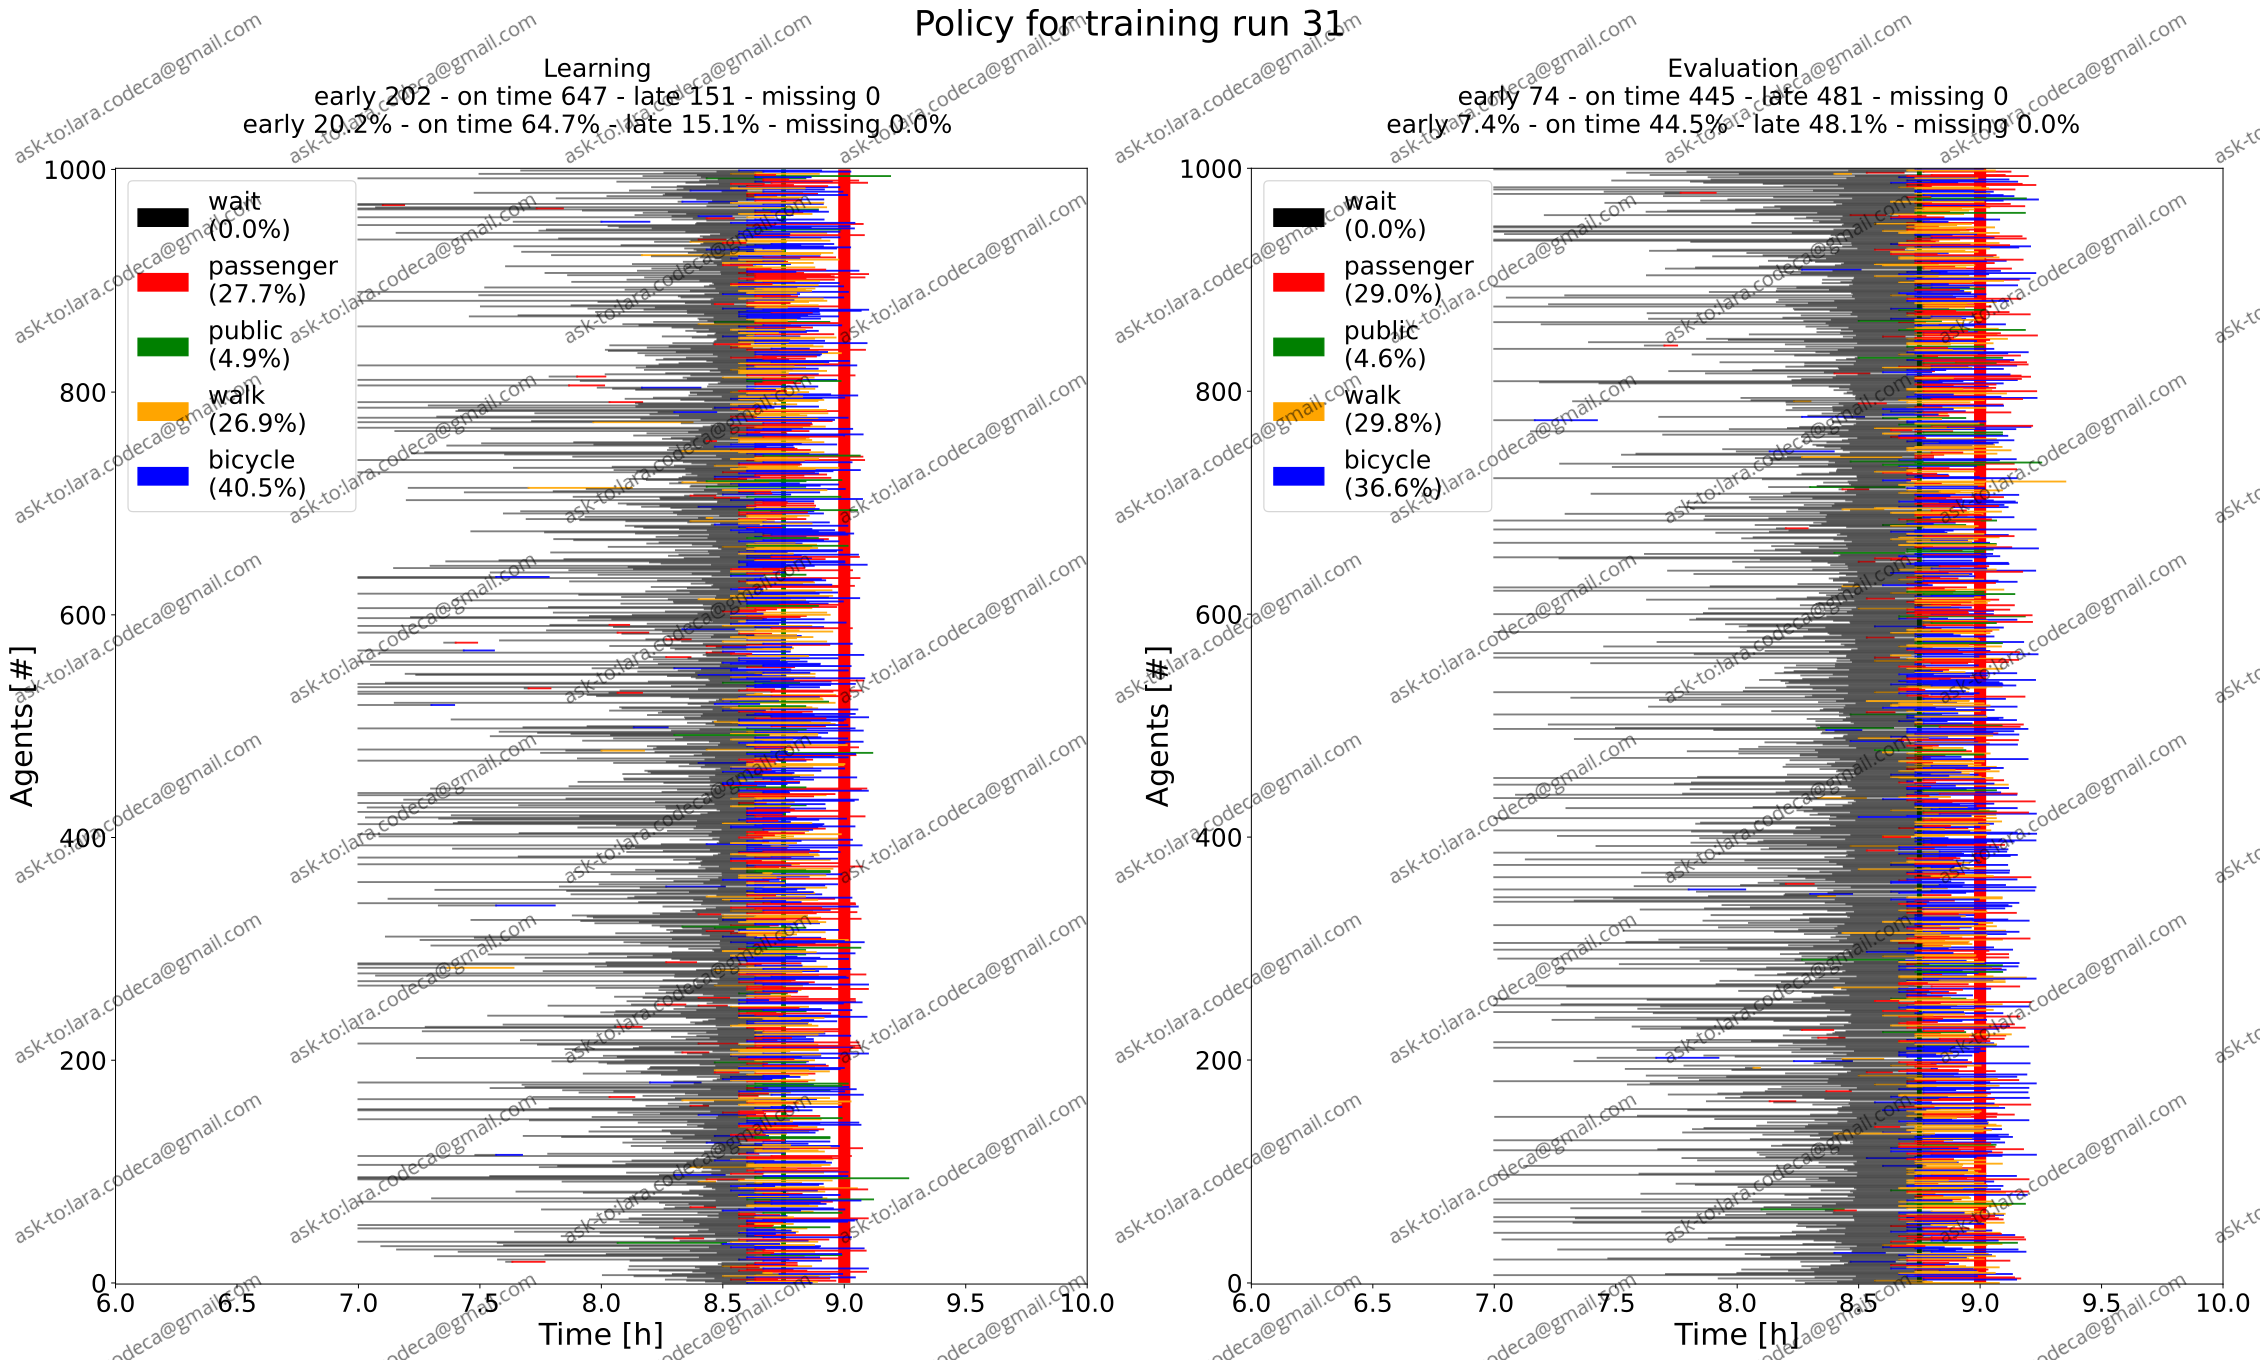 Policy for training run 31
Learning
early 202 - on time 647 - late 151 - missing 0
early 20.2% - on time 64.7% - late 15.1% - missing 0.0%
1000
800
600
400
200
0
Agents [#]
wait
(0.0%)
passenger
(27.7%)
public
(4.9%)
walk
(26.9%)
bicycle
(40.5%)
6.0 6.5 7.0 7.5 8.0 8.5 9.0 9.5 10.0
Time [h]
Evaluation
early 74 - on time 445 - late 481 - missing 0
early 7.4% - on time 44.5% - late 48.1% - missing 0.0%
1000
800
600
400
200
0
Agents [#]
wait
(0.0%)
passenger
(29.0%)
public
(4.6%)
walk
(29.8%)
bicycle
(36.6%)
6.0 6.5 7.0 7.5 8.0 8.5 9.0 9.5 10.0
Time [h]
ask-to:lara.codeca@gmail.com